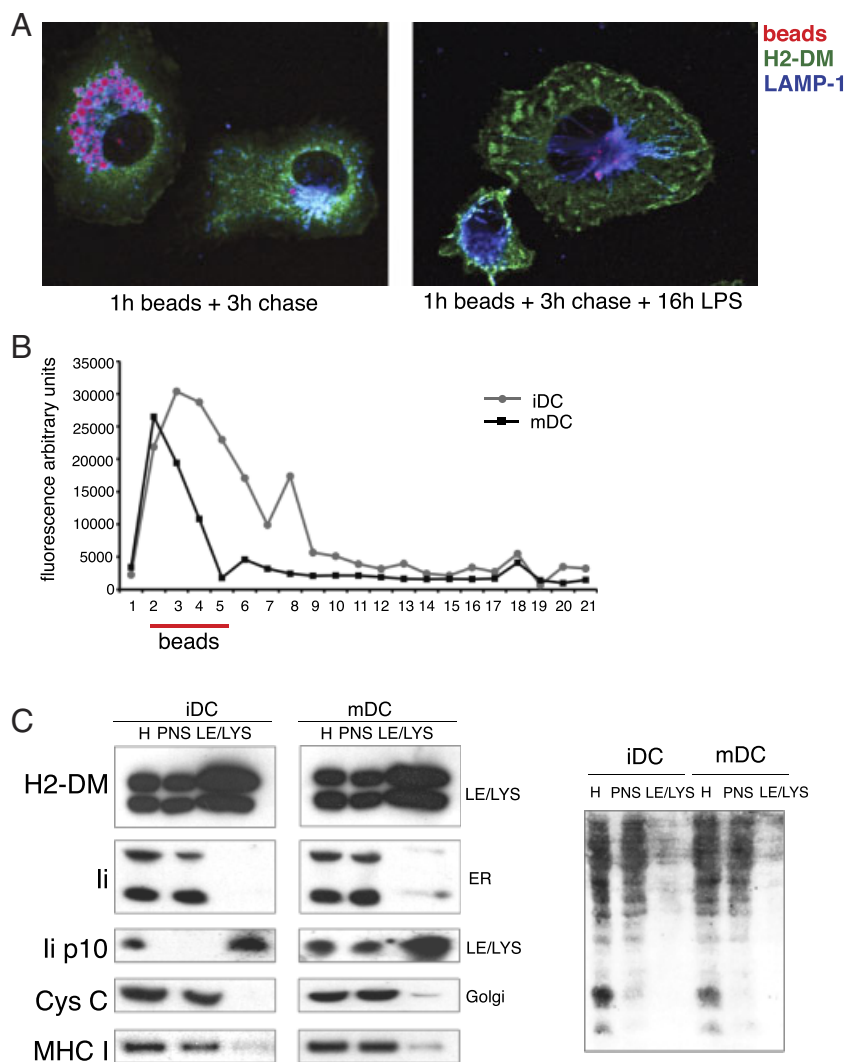 A
beads
H2-DM
LAMP-1
1h beads + 3h chase
1h beads + 3h chase + 16h LPS
B
fluorescence arbitrary units
35000
30000
25000
20000
15000
10000
5000
0
iDC
mDC
1 2 3 4 5 6 7 8 9 10 11 12 13 14 15 16 17 18 19 20 21
beads
C
iDC mDC
H PNS LE/LYS H PNS LE/LYS
H2-DM LE/LYS
Ii ER
Ii p10 LE/LYS
Cys C Golgi
MHC I
iDC mDC
H PNS LE/LYS H PNS LE/LYS